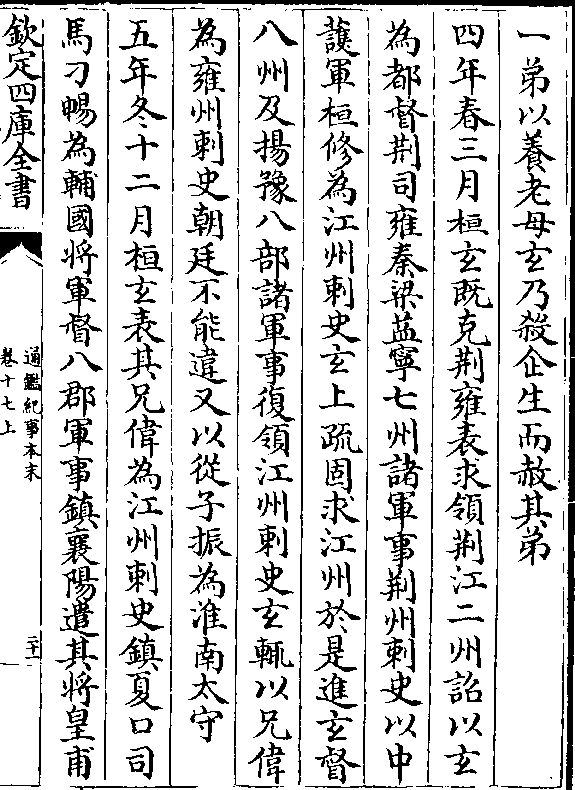 一弟以養老母玄乃殺企生而赦其弟
四年春三月桓玄既克荆雍表求領荆江二州詔以玄
為都督荆司雍秦梁益寧七州諸軍事荆州刺史以中
䕶軍桓修為江州刺史玄上疏固求江州於是進玄督
八州及揚豫八郡諸軍事復領江州刺史玄輒以兄偉
為雍州刺史朝廷不能違又以從子振為淮南太守
五年冬十二月桓玄表其兄偉為江州刺史鎮夏口司
馬刁暢為輔國將軍督八郡軍事鎮襄陽遣其將皇甫
欽定四庫全書
通鑑紀事本末
卷十七上
二十